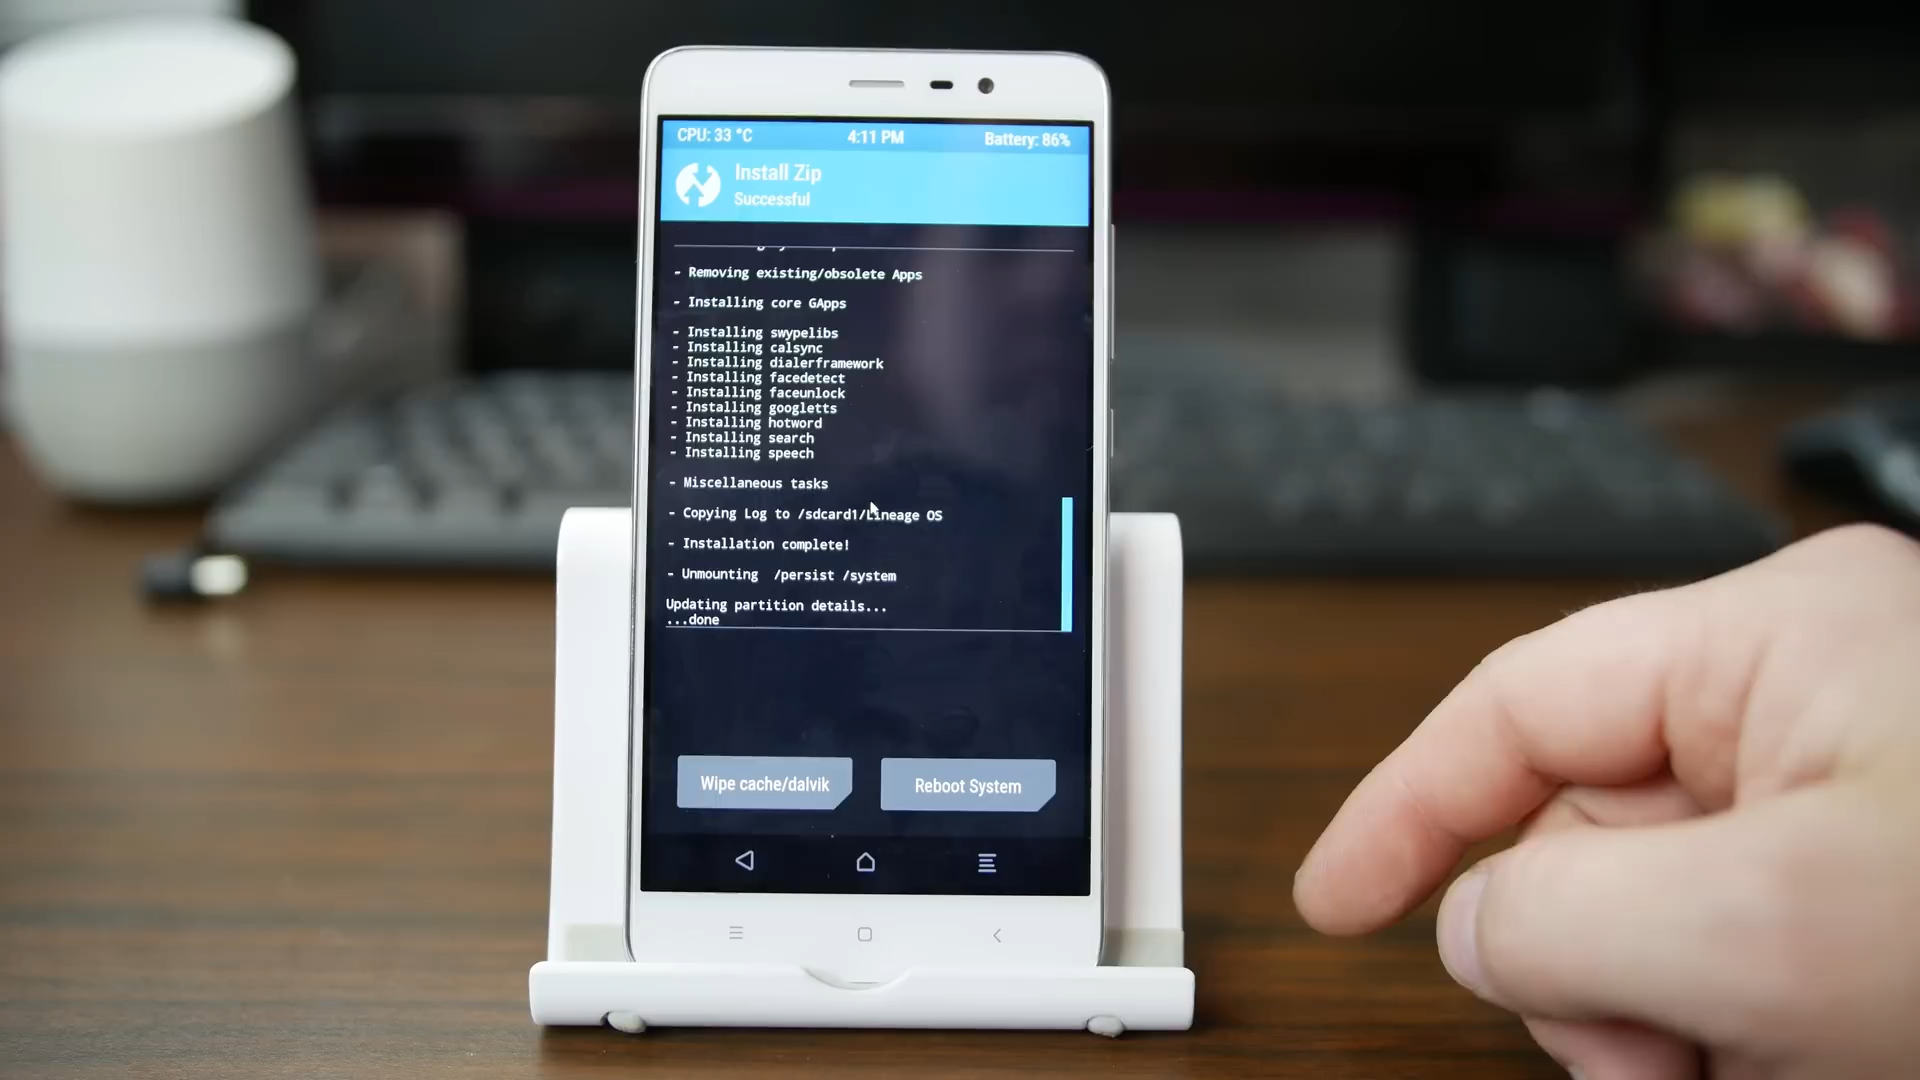 CPU: 33 °C 4:11 PM Battery: 86%
Install Zip
Successful
- Removing existing/obsolete Apps
- Installing core GApps
- Installing swypelibs
- Installing calsync
- Installing dialerframework
- Installing facedetect
- Installing faceunlock
- Installing googletts
- Installing hotword
- Installing search
- Installing speech
- Miscellaneous tasks
- Copying Log to /sdcard1/Lineage OS
- Installation complete!
- Unmounting /persist /system
Updating partition details...
...done
Wipe cache/dalvik Reboot System